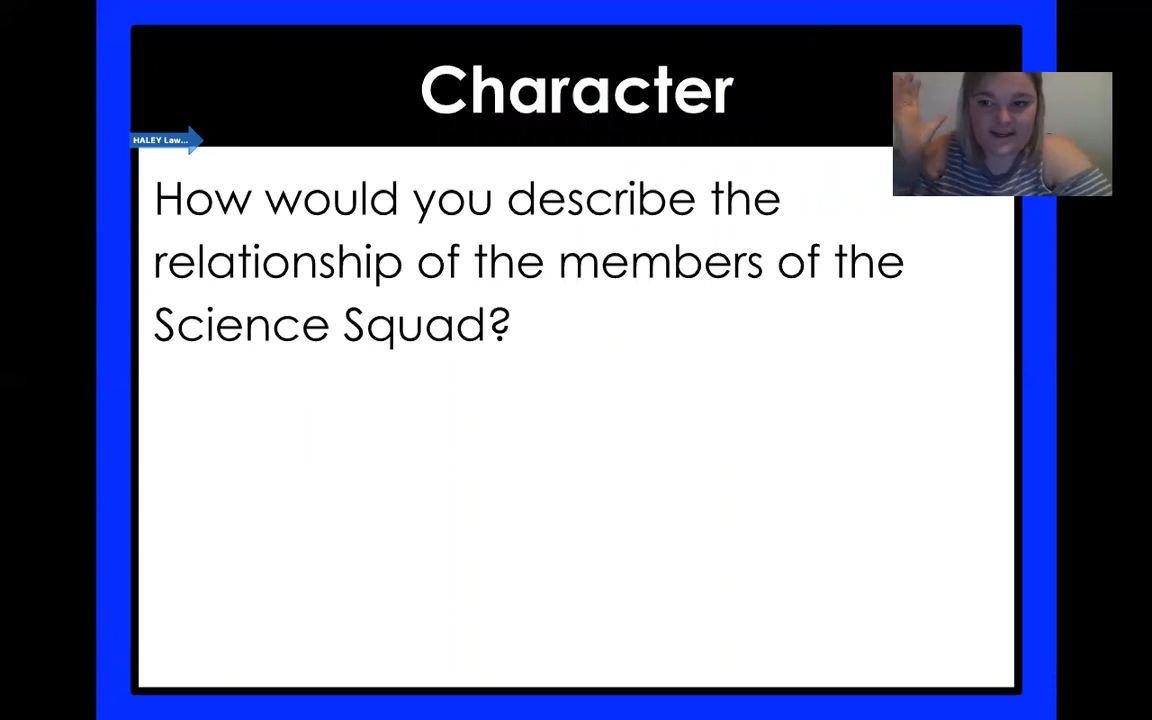 Character
HALEY Law...
How would you describe the
relationship of the members of the
Science Squad?